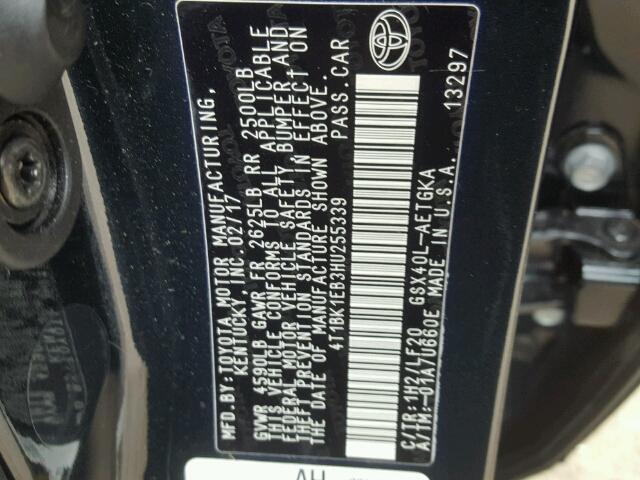 MFD.BY:TOYOTA MOTOR MANUFACTURING,
KENTUCKY, INC. 02/17
GVWR 4590LB GAWR FR 2625LB RR 2500LB
THIS VEHICLE CONFORMS TO ALL APPLICABLE
FEDERAL MOTOR VEHICLE SAFETY, BUMPER, AND
THEFT PREVENTION STANDARDS IN EFFECT ON
THE DATE OF MANUFACTURE SHOWN ABOVE.
4T1BK1EB3HU255339 PASS.CAR
C/TR:1H2/LF20 GSX40L-AETGKA
A/TM:-01A/U660E MADE IN U.S.A.
13297
TOYOTA
AH